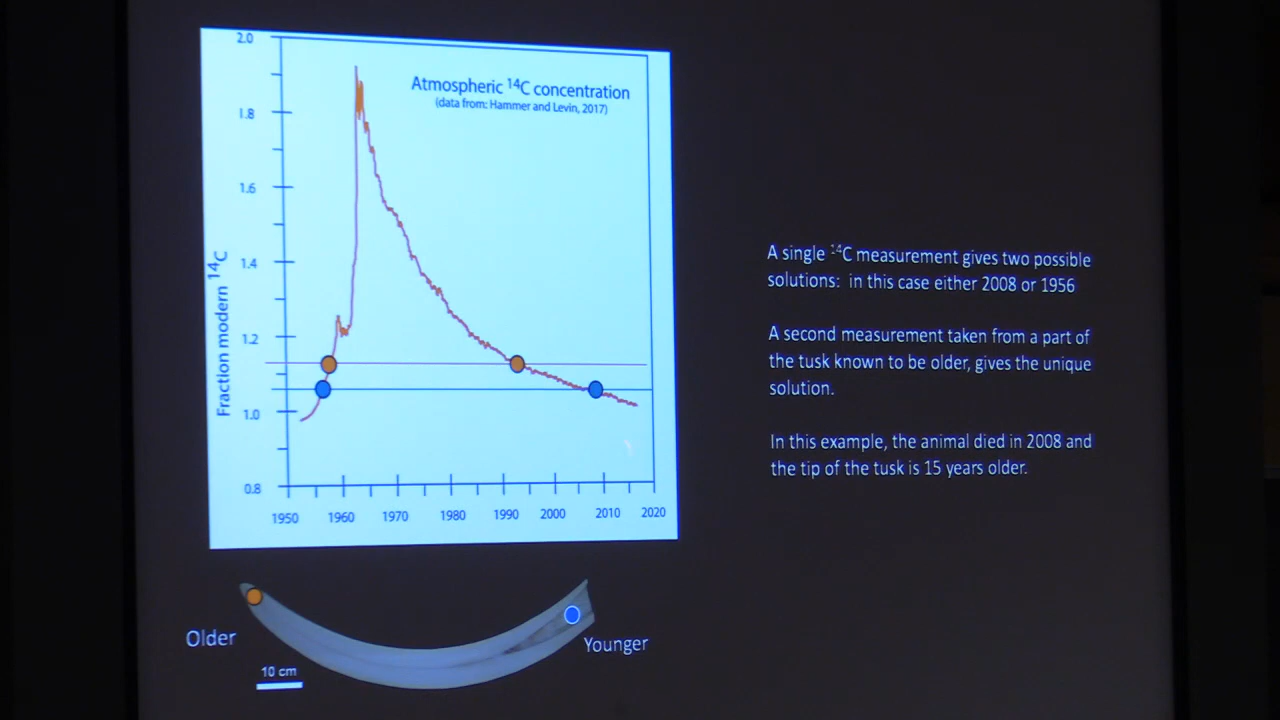 2.0
1.8
1.6
1.4
1.2
1.0
0.8
Fraction modern ¹⁴C
Atmospheric ¹⁴C concentration
(data from: Hammer and Levin, 2017)
1950 1960 1970 1980 1990 2000 2010 2020
A single ¹⁴C measurement gives two possible
solutions: in this case either 2008 or 1956
A second measurement taken from a part of
the tusk known to be older, gives the unique
solution.
In this example, the animal died in 2008 and
the tip of the tusk is 15 years older.
Older
Younger
10 cm